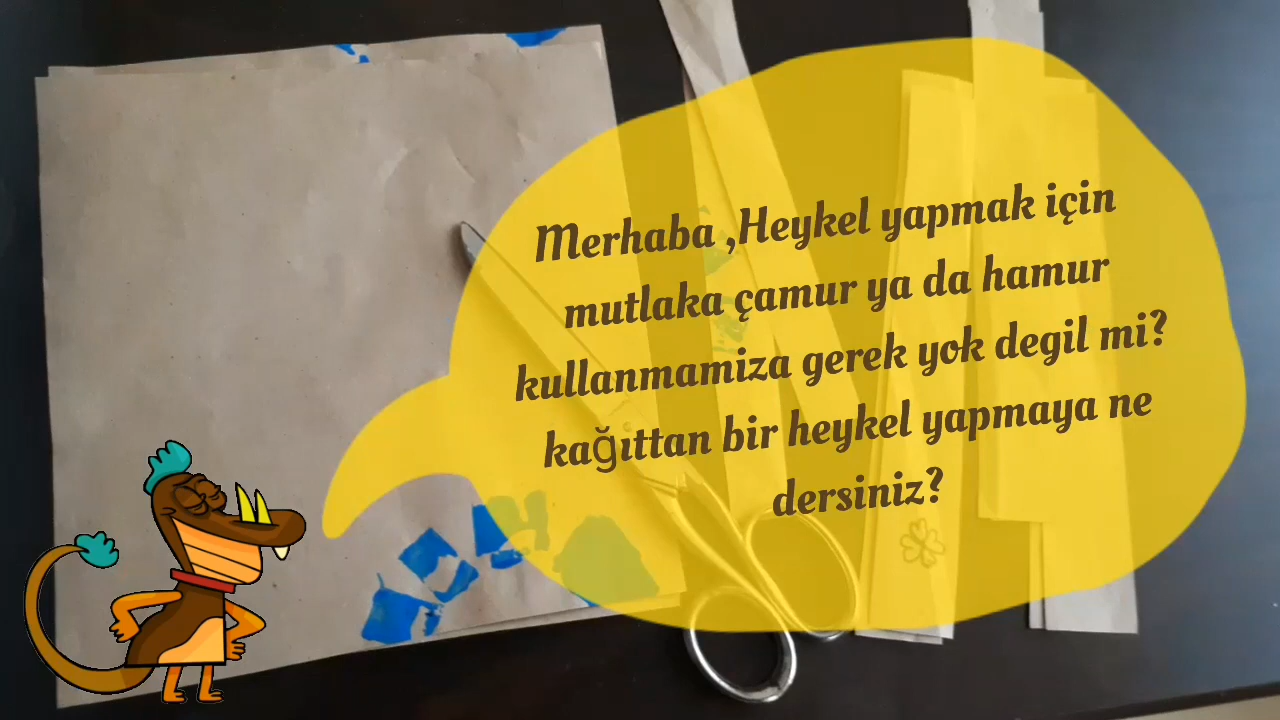 Merhaba ,Heykel yapmak için
mutlaka çamur ya da hamur
kullanmamiza gerek yok degil mi?
kağıttan bir heykel yapmaya ne
dersiniz?